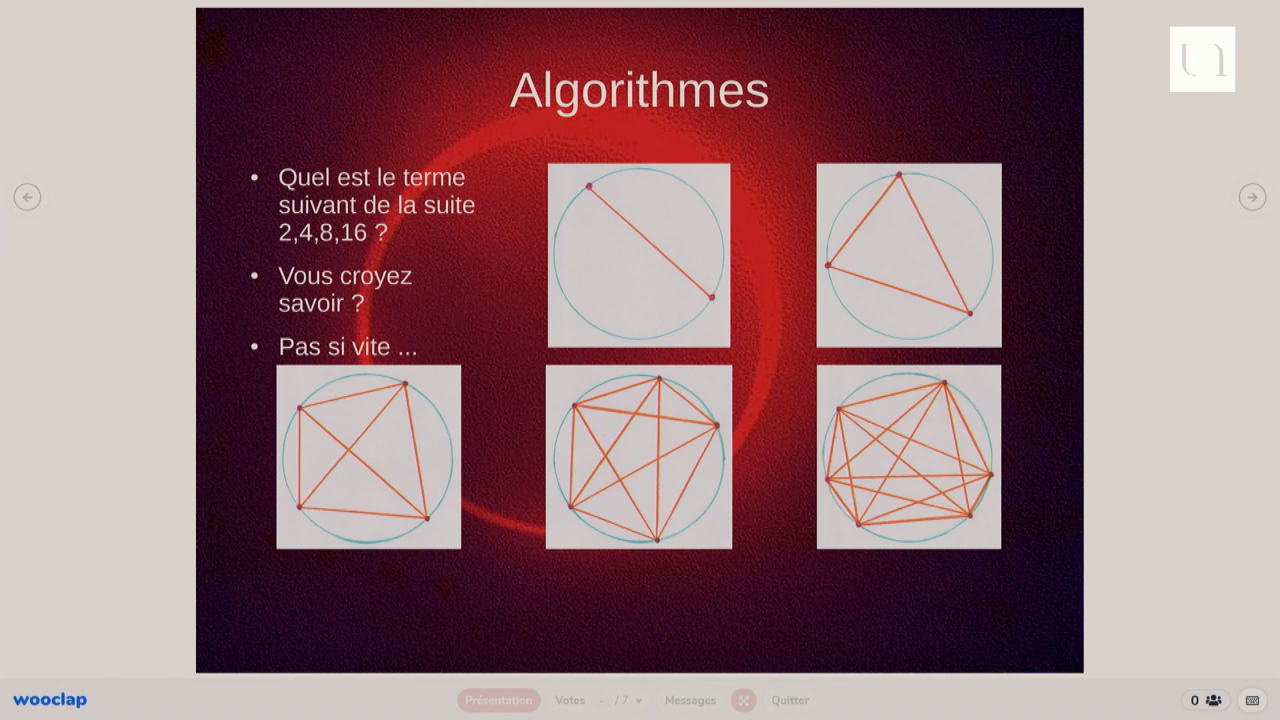 Algorithmes
• Quel est le terme
suivant de la suite
2,4,8,16 ?
• Vous croyez
savoir ?
• Pas si vite ...
wooclap
Présentation
Votes
- / 7
Messages
Quitter
0